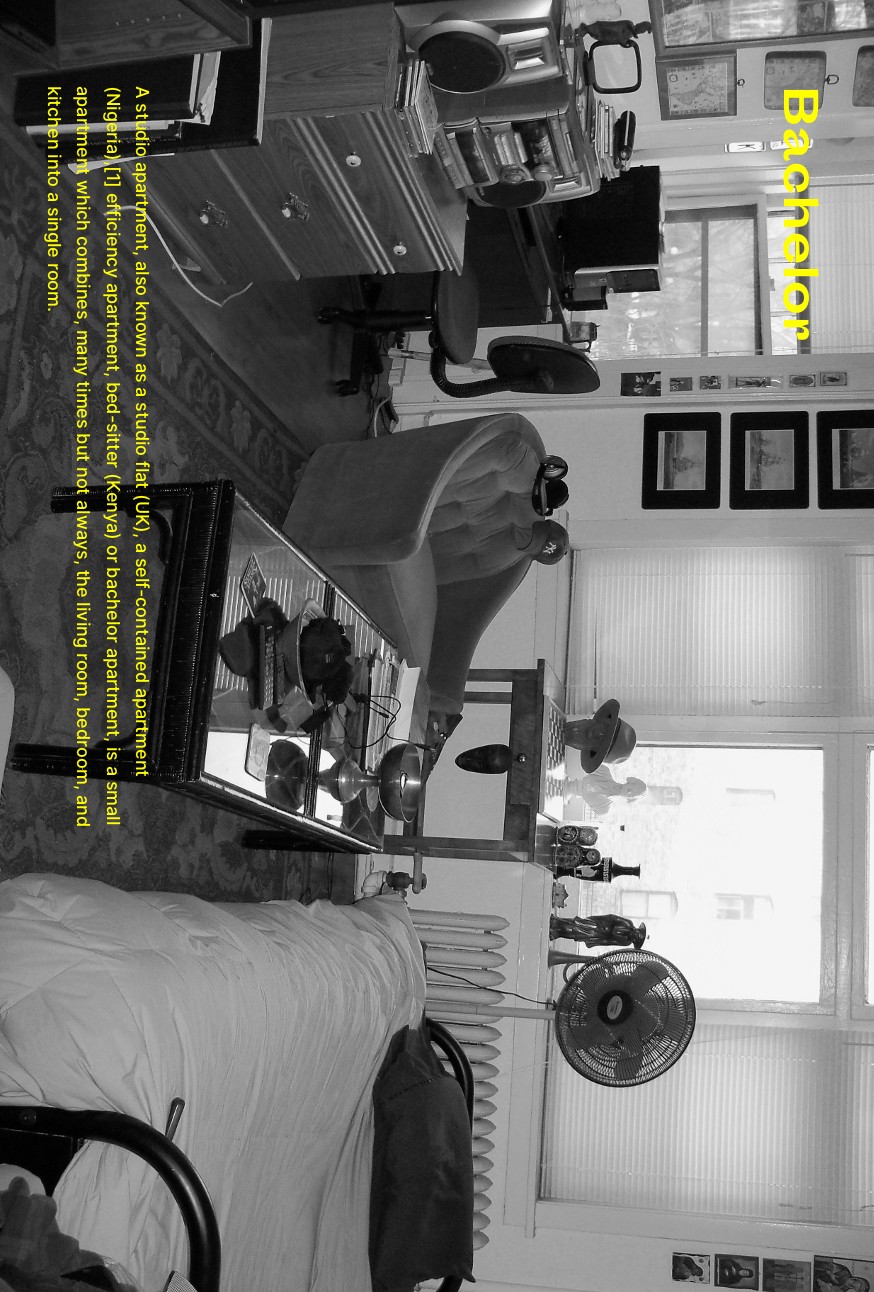 Bachelor
A studio apartment, also known as a studio flat (UK), a self-contained apartment
(Nigeria),[1] efficiency apartment, bed-sitter (Kenya) or bachelor apartment, is a small
apartment which combines, many times but not always, the living room, bedroom, and
kitchen into a single room.